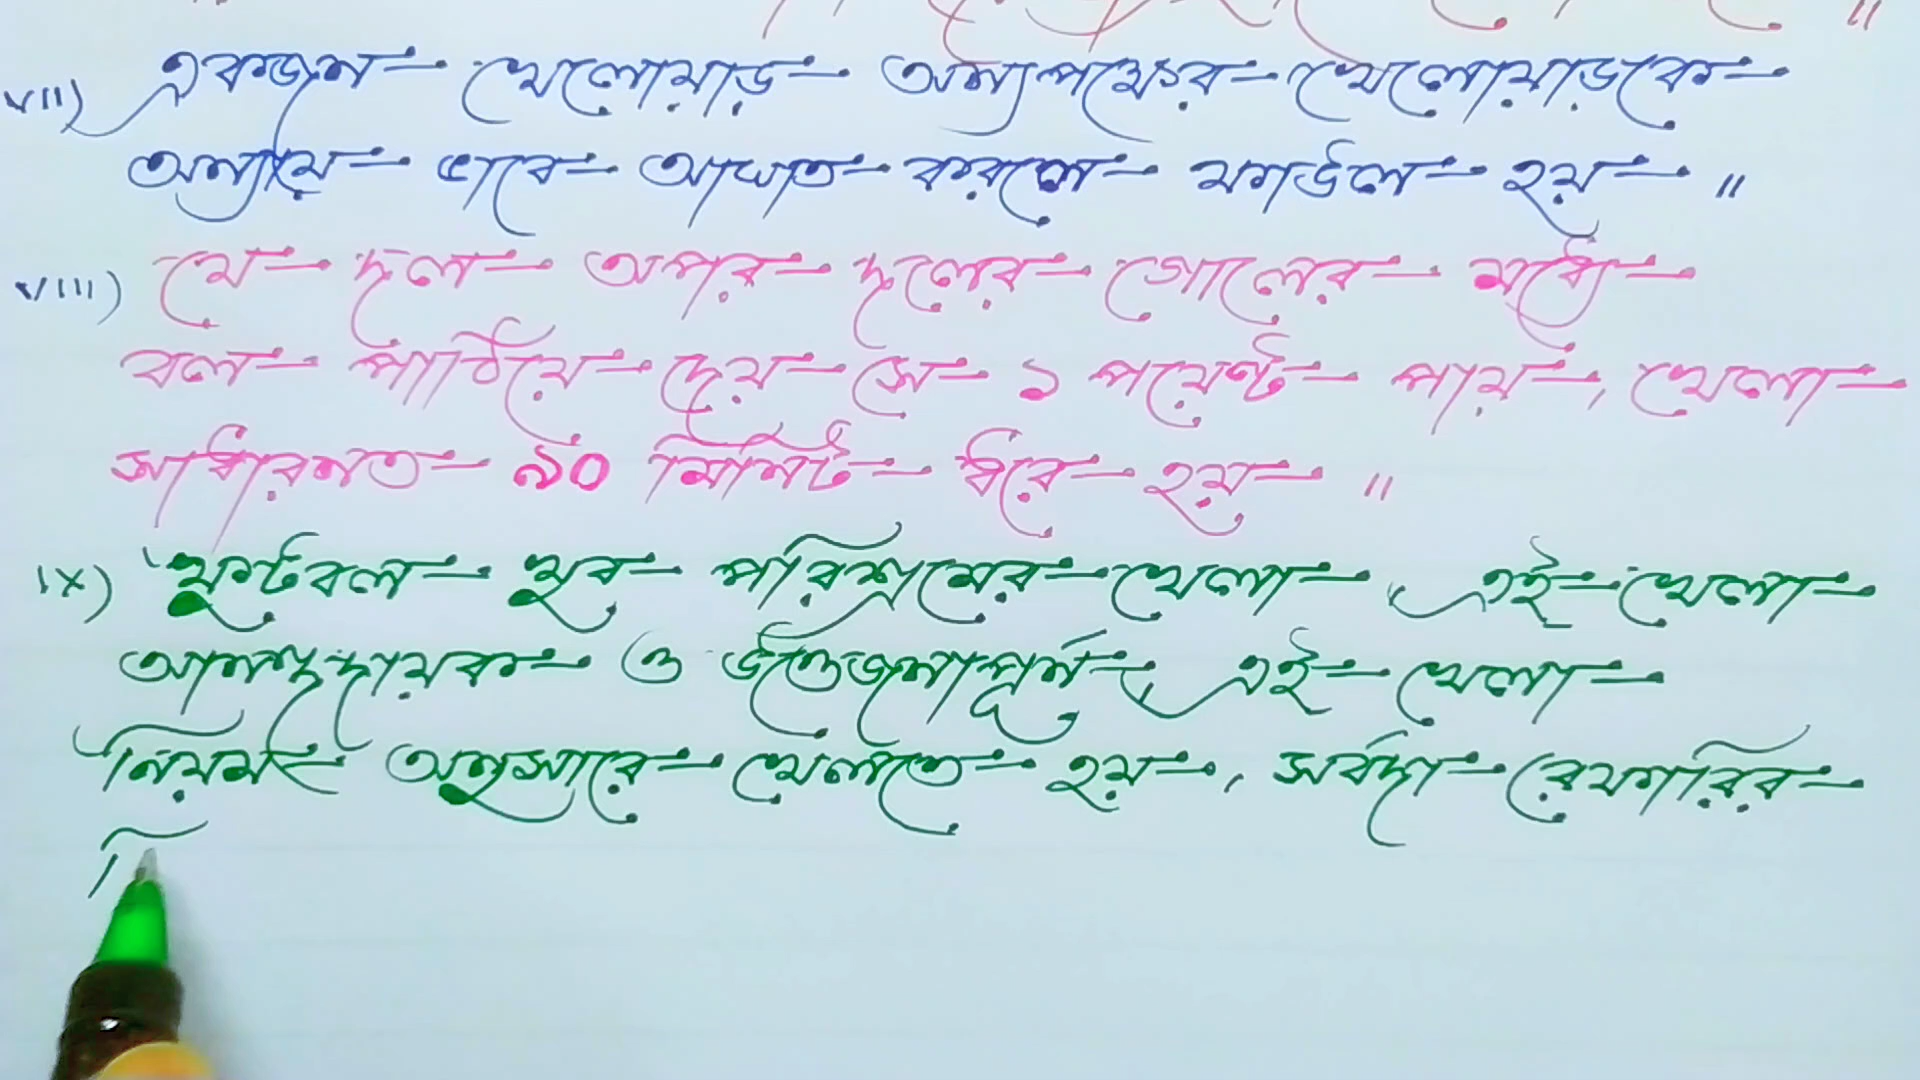 vii) একজন খেলোয়াড় অন্যপক্ষের খেলোয়াড়কে
অন্যায় ভাবে আঘাত করলে ফাউল হয় ॥
viii) যে দল অপর দলের গোলের মধ্যে
বল পাঠিয়ে দেয় সে ১ পয়েন্ট পায়, খেলা
সাধারণত ৯০ মিনিট ধরে হয় ॥
ix) ফুটবল খুব পরিশ্রমের খেলা, এই খেলা
আনন্দদায়ক ও উত্তেজনাপূর্ণ, এই খেলা
নিয়ম অনুসারে খেলতে হয়, সর্বদা রেফারির